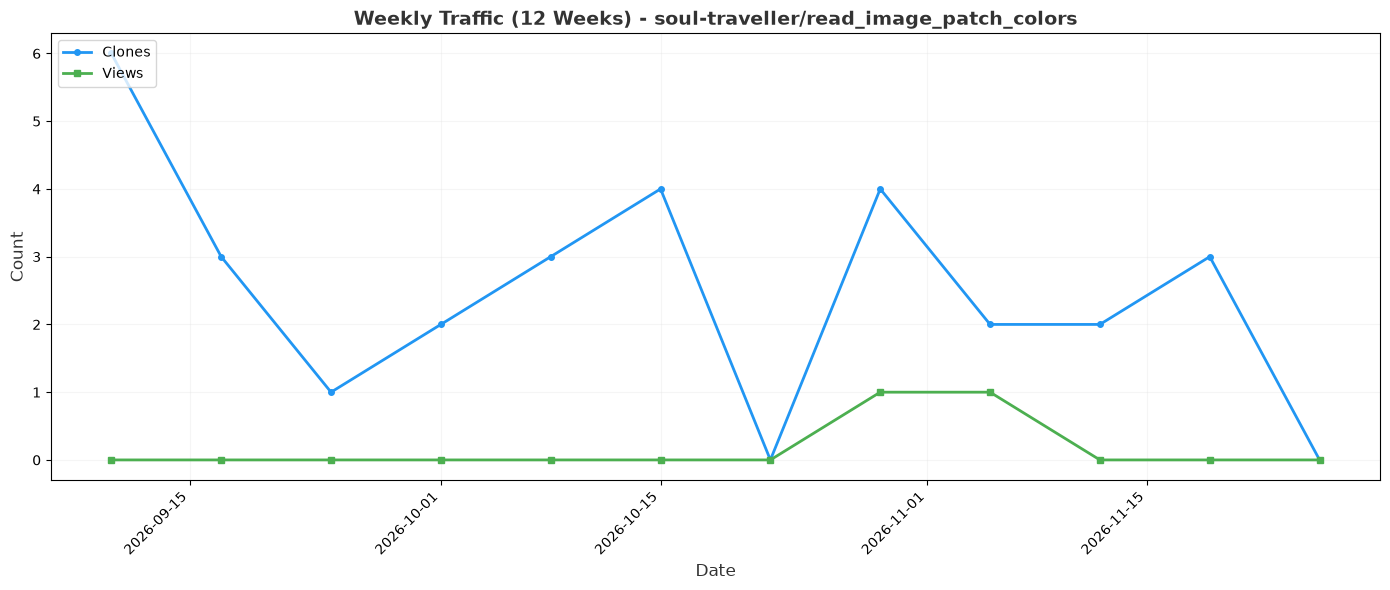 Weekly Traffic (12 Weeks) - soul-traveller/read_image_patch_colors
Clones
Views
6
5
4
3
2
1
0
Count
2026-09-15
2026-10-01
2026-10-15
2026-11-01
2026-11-15
Date